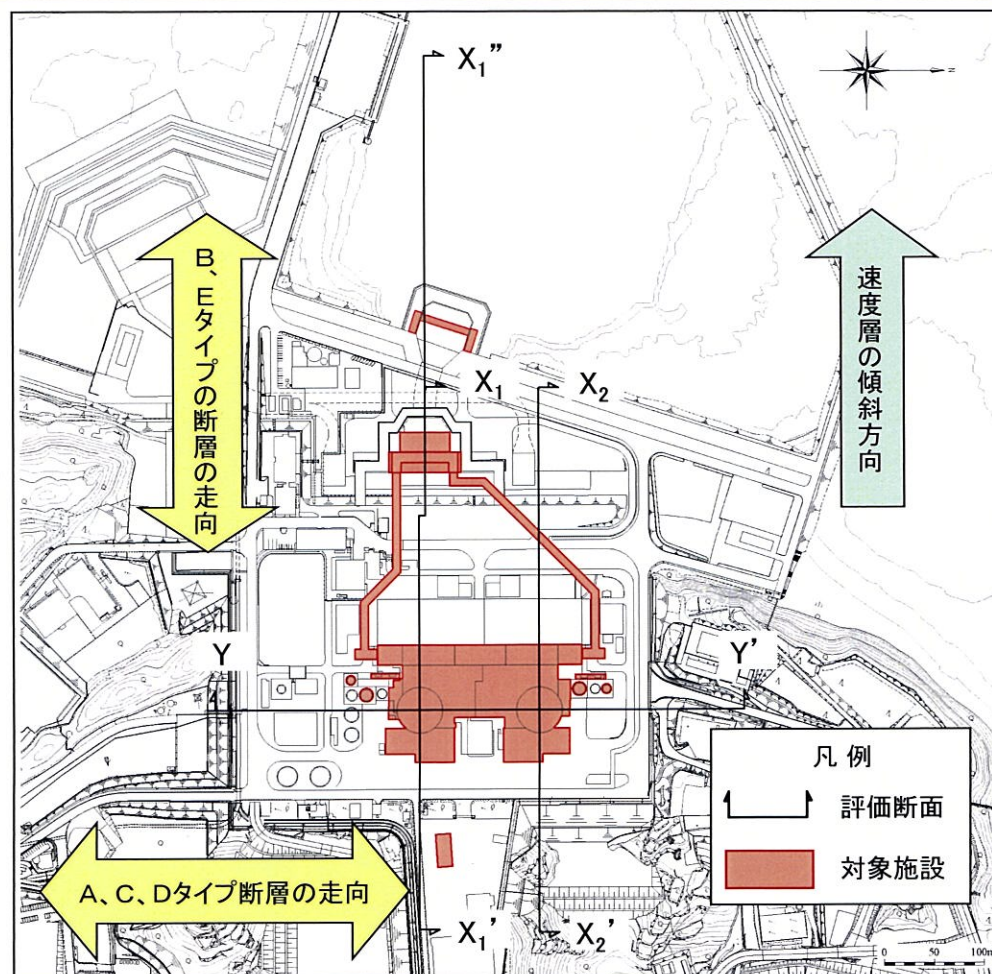 X₁”
N
B、Eタイプの断層の走向
速度層の傾斜方向
X₁
X₂
Y
Y’
凡 例
評価断面
対象施設
A、C、Dタイプ断層の走向
X₁’
X₂’
0 50 100m